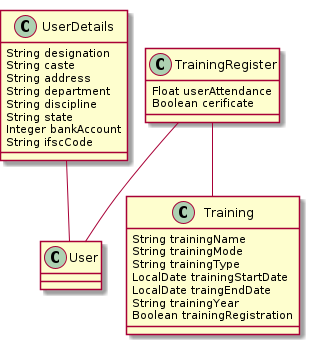 C UserDetails
String designation
String caste
String address
String department
String discipline
String state
Integer bankAccount
String ifscCode
C TrainingRegister
Float userAttendance
Boolean cerificate
C User
C Training
String trainingName
String trainingMode
String trainingType
LocalDate trainingStartDate
LocalDate traingEndDate
String trainingYear
Boolean trainingRegistration